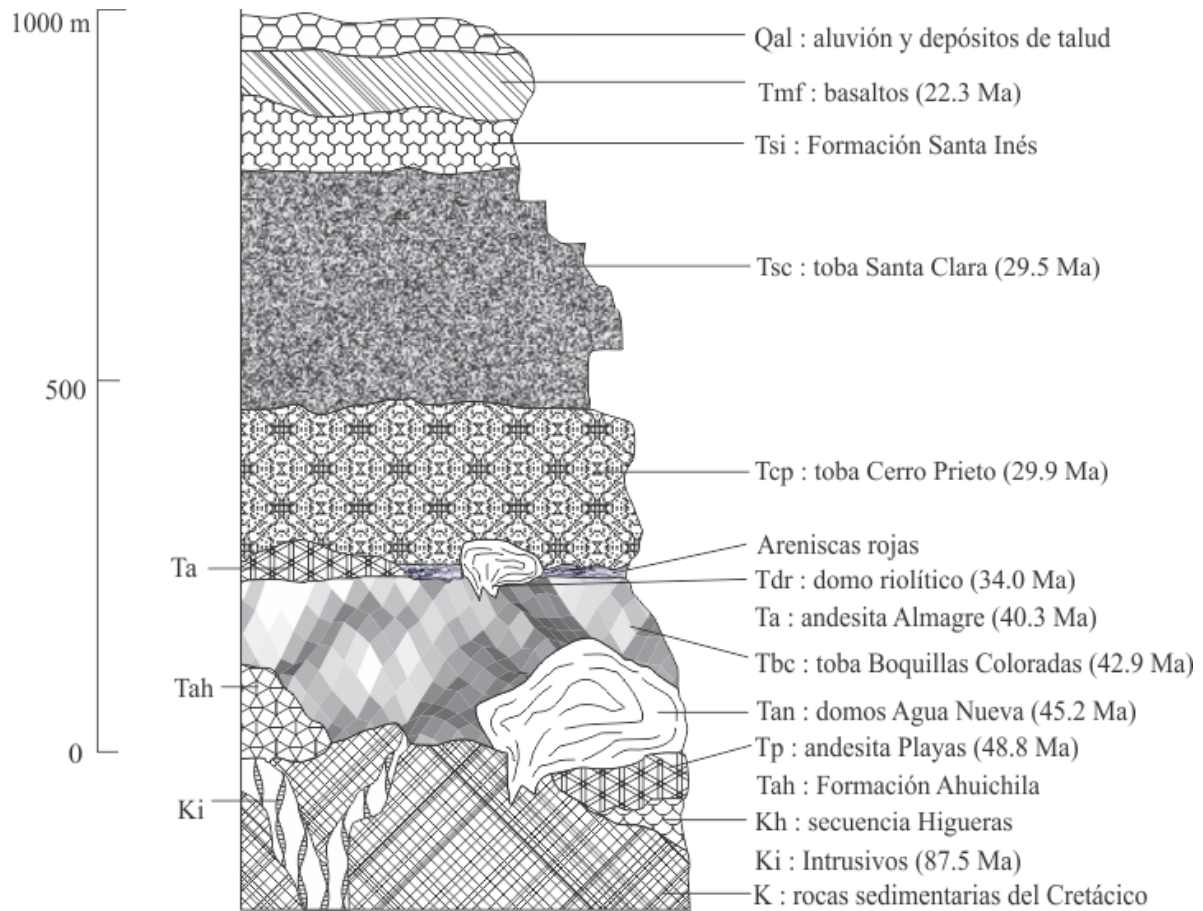 1000 m
500
0
Ta
Tah
Ki
Qal : aluvión y depósitos de talud
Tmf : basaltos (22.3 Ma)
Tsi : Formación Santa Inés
Tsc : toba Santa Clara (29.5 Ma)
Tcp : toba Cerro Prieto (29.9 Ma)
Areniscas rojas
Tdr : domo riolítico (34.0 Ma)
Ta : andesita Almagre (40.3 Ma)
Tbc : toba Boquillas Coloradas (42.9 Ma)
Tan : domos Agua Nueva (45.2 Ma)
Tp : andesita Playas (48.8 Ma)
Tah : Formación Ahuichila
Kh : secuencia Higueras
Ki : Intrusivos (87.5 Ma)
K : rocas sedimentarias del Cretácico